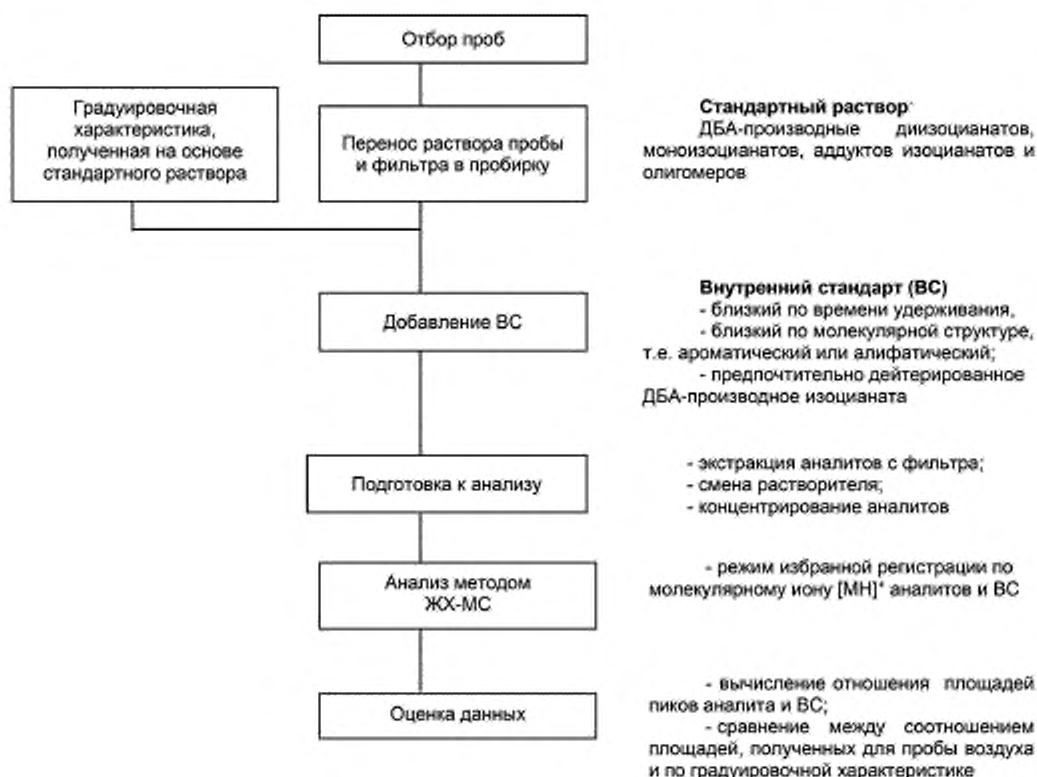 Отбор проб
Градуировочная
характеристика,
полученная на основе
стандартного раствора
Перенос раствора пробы
и фильтра в пробирку
Стандартный раствор
ДБА-производные диизоцианатов,
моноизоцианатов, аддуктов изоцианатов и
олигомеров
Добавление ВС
Внутренний стандарт (ВС)
- близкий по времени удерживания,
- близкий по молекулярной структуре,
т.е. ароматический или алифатический;
- предпочтительно дейтерированное
ДБА-производное изоцианата
Подготовка к анализу
- экстракция аналитов с фильтра;
- смена растворителя;
- концентрирование аналитов
Анализ методом
ЖХ-МС
- режим избранной регистрации по
молекулярному иону [МН]⁺ аналитов и ВС
Оценка данных
- вычисление отношения площадей
пиков аналита и ВС;
- сравнение между соотношением
площадей, полученных для пробы воздуха
и по градуировочной характеристике